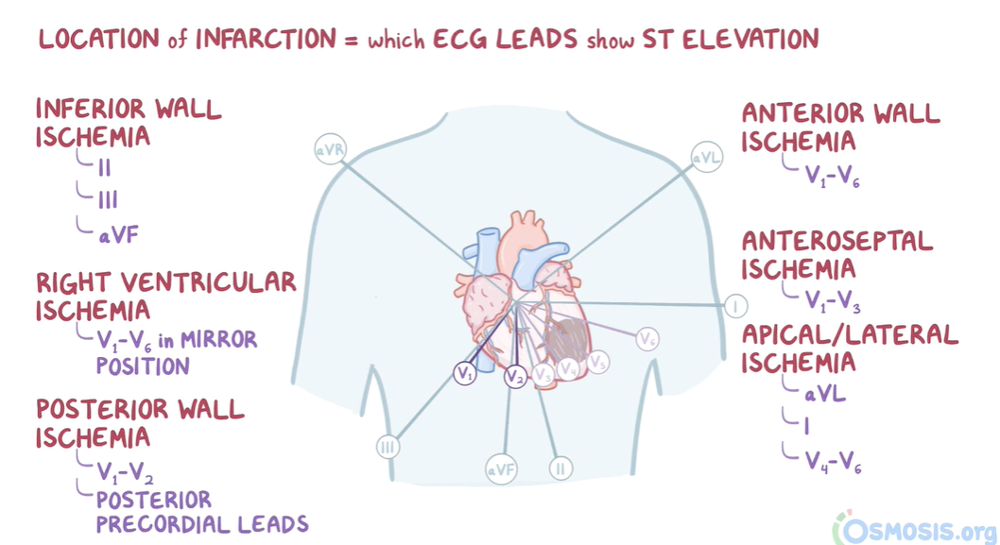 LOCATION of INFARCTION = which ECG LEADS show ST ELEVATION
INFERIOR WALL
ISCHEMIA
II
III
aVF
RIGHT VENTRICULAR
ISCHEMIA
V₁-V₆ in MIRROR
POSITION
POSTERIOR WALL
ISCHEMIA
V₁-V₂
POSTERIOR
PRECORDIAL LEADS
aVR
aVL
I
V₆
V₁
V₂
V₃
V₄
V₅
III
aVF
II
ANTERIOR WALL
ISCHEMIA
V₁-V₆
ANTEROSEPTAL
ISCHEMIA
V₁-V₃
APICAL/LATERAL
ISCHEMIA
aVL
I
V₄-V₆
OSMOSIS.org